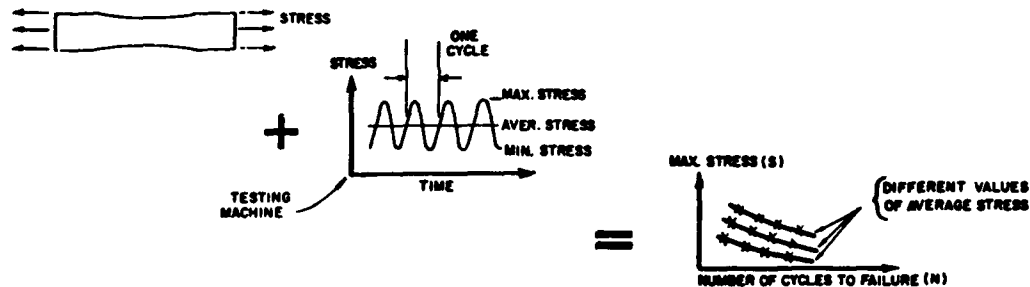 STRESS
STRESS
ONE
CYCLE
MAX. STRESS
AVER. STRESS
MIN. STRESS
TIME
TESTING
MACHINE
MAX. STRESS (S)
DIFFERENT VALUES
OF AVERAGE STRESS
NUMBER OF CYCLES TO FAILURE (N)